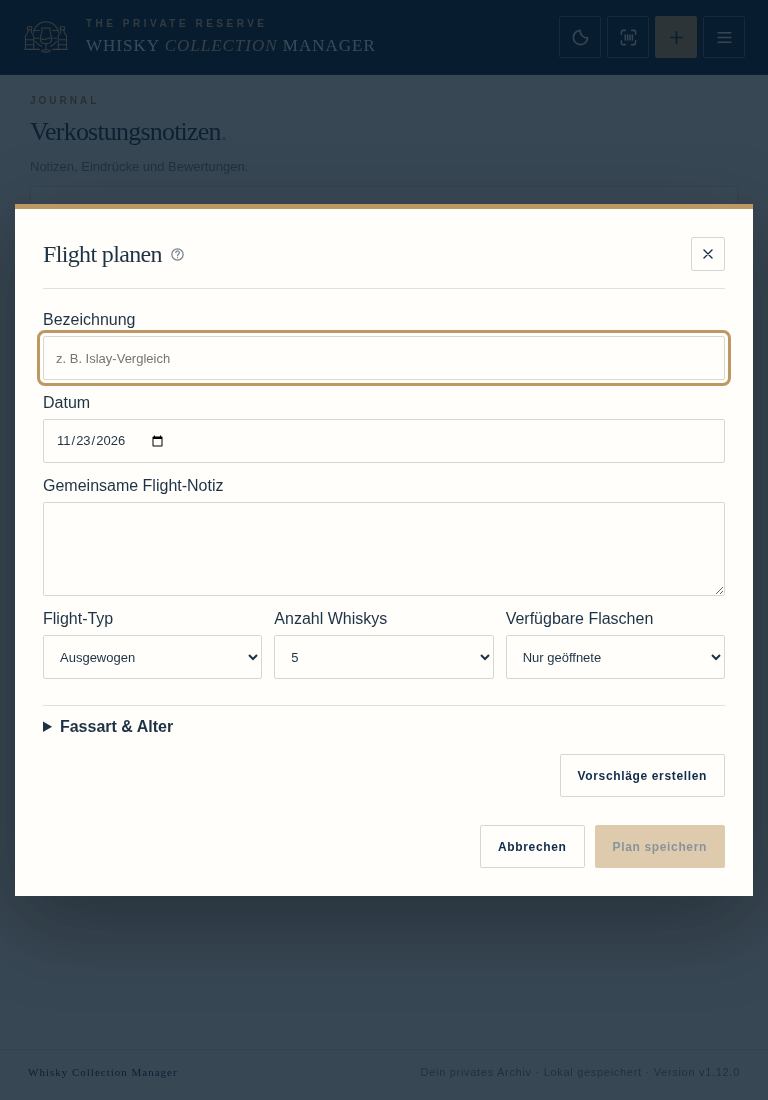 THE PRIVATE RESERVE
WHISKY COLLECTION MANAGER
JOURNAL
Verkostungsnotizen.
Notizen, Eindrücke und Bewertungen.
Flight planen
Bezeichnung
z. B. Islay-Vergleich
Datum
11/23/2026
Gemeinsame Flight-Notiz
Flight-Typ Anzahl Whiskys Verfügbare Flaschen
Ausgewogen 5 Nur geöffnete
Fassart & Alter
Vorschläge erstellen
Abbrechen Plan speichern
Whisky Collection Manager Dein privates Archiv · Lokal gespeichert · Version v1.12.0